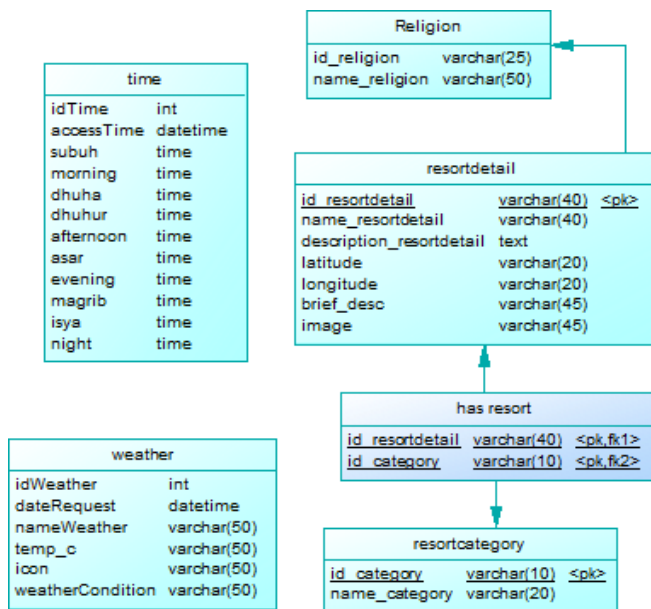 Religion
id_religion varchar(25)
name_religion varchar(50)
time
idTime int
accessTime datetime
subuh time
morning time
dhuha time
dhuhur time
afternoon time
asar time
evening time
magrib time
isya time
night time
resortdetail
id_resortdetail varchar(40) <pk>
name_resortdetail varchar(40)
description_resortdetail text
latitude varchar(20)
longitude varchar(20)
brief_desc varchar(45)
image varchar(45)
has resort
id_resortdetail varchar(40) <pk,fk1>
id_category varchar(10) <pk,fk2>
weather
idWeather int
dateRequest datetime
nameWeather varchar(50)
temp_c varchar(50)
icon varchar(50)
weatherCondition varchar(50)
resortcategory
id_category varchar(10) <pk>
name_category varchar(20)